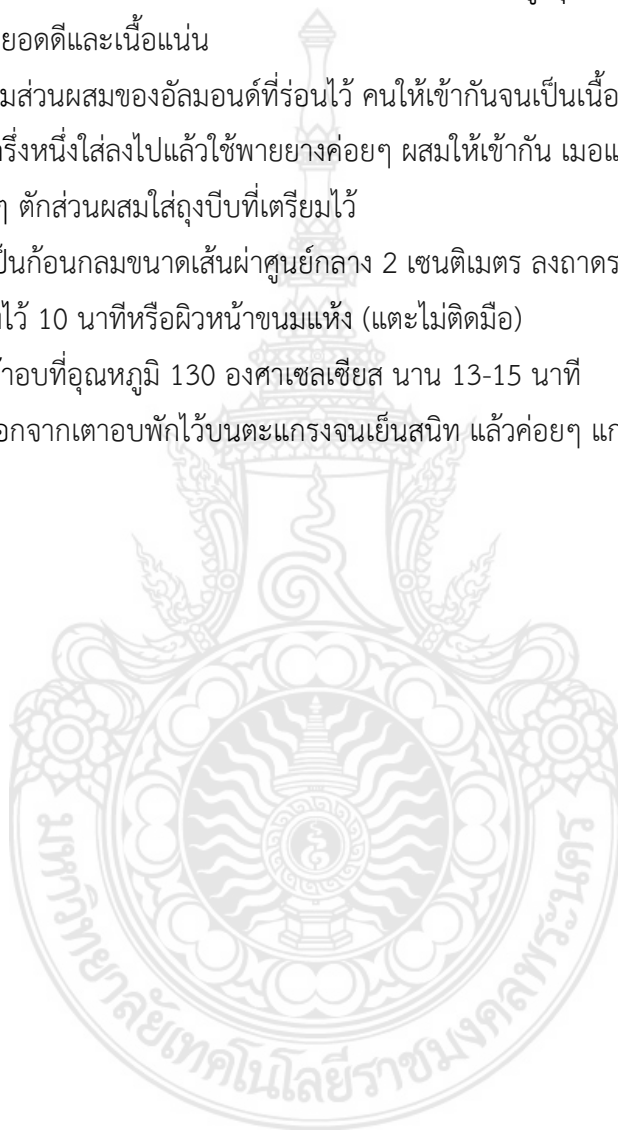 ยอดดีและเนื้อแน่น
มส่วนผสมของอัลมอนด์ที่ร่อนไว้ คนให้เข้ากันจนเป็นเนื้อ
ครึ่งหนึ่งใส่ลงไปแล้วใช้พายยางค่อยๆ ผสมให้เข้ากัน เมอแ
ๆ ตักส่วนผสมใส่ถุงบีบที่เตรียมไว้
ป็นก้อนกลมขนาดเส้นผ่าศูนย์กลาง 2 เซนติเมตร ลงถาดร
ไว้ 10 นาทีหรือผิวหน้าขนมแห้ง (แตะไม่ติดมือ)
้าอบที่อุณหภูมิ 130 องศาเซลเซียส นาน 13-15 นาที
อกจากเตาอบพักไว้บนตะแกรงจนเย็นสนิท แล้วค่อยๆ แก
มหาวิทยาลัยเทคโนโลยีราชมงคลพระนคร